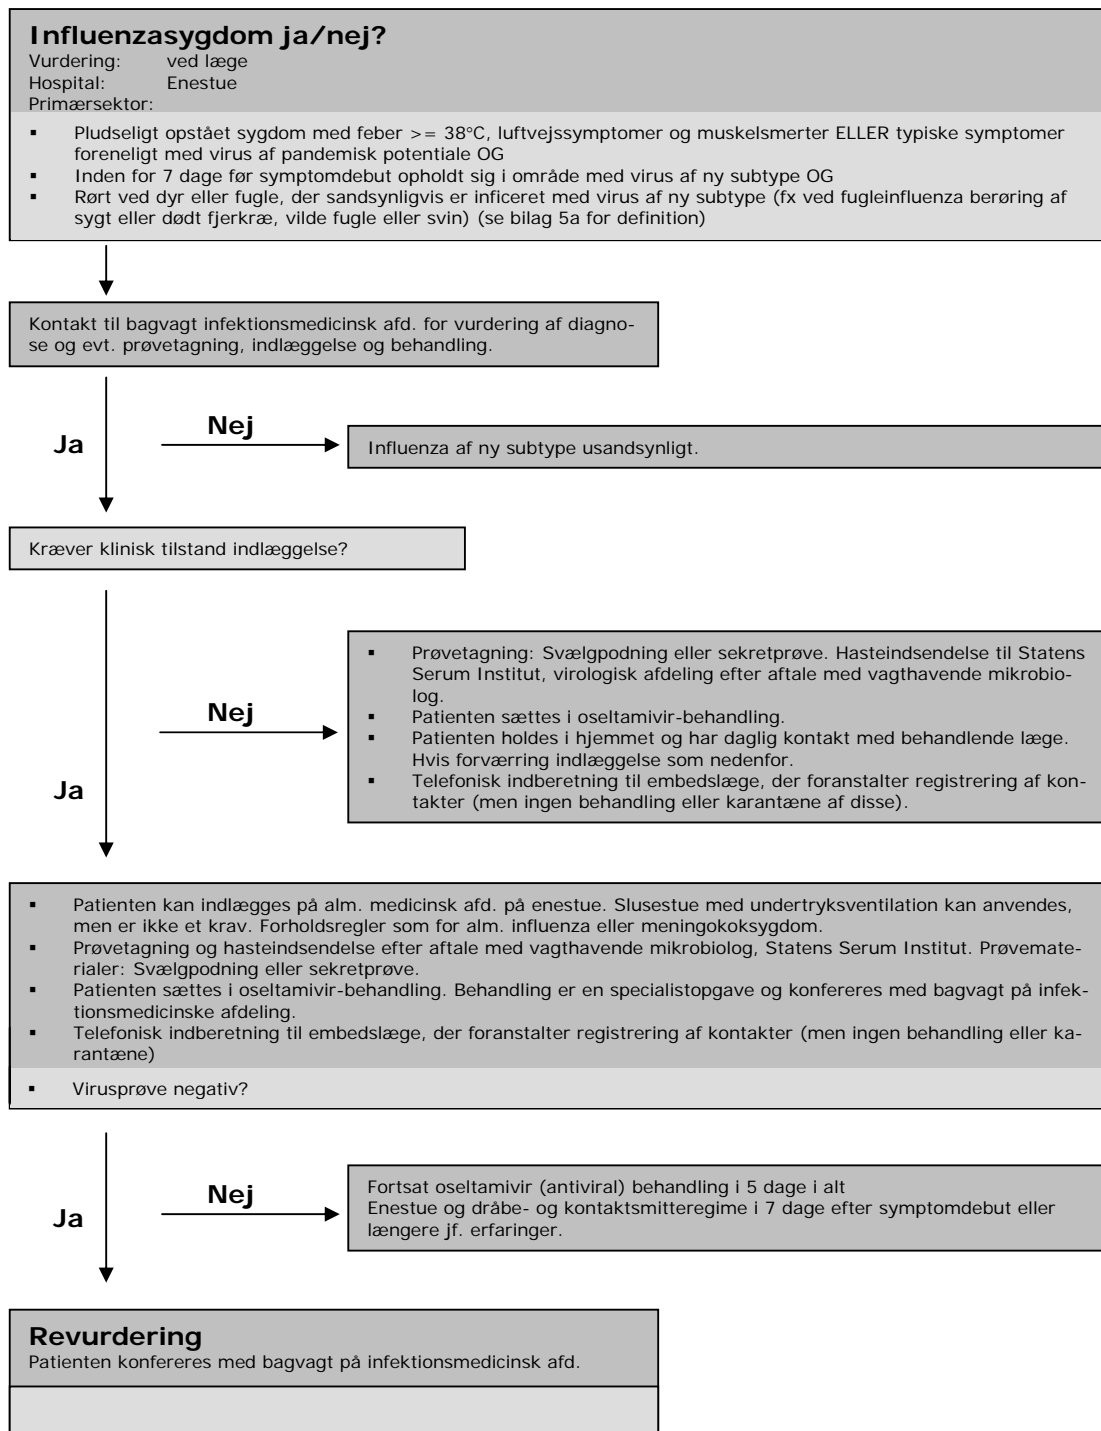 Influenzasygdom ja/nej?
Vurdering: ved læge
Hospital: Enestue
Primærsektor:
▪ Pludseligt opstået sygdom med feber >= 38°C, luftvejssymptomer og muskelsmerter ELLER typiske symptomer
foreneligt med virus af pandemisk potentiale OG
▪ Inden for 7 dage før symptomdebut opholdt sig i område med virus af ny subtype OG
▪ Rørt ved dyr eller fugle, der sandsynligvis er inficeret med virus af ny subtype (fx ved fugleinfluenza berøring af
sygt eller dødt fjerkræ, vilde fugle eller svin) (se bilag 5a for definition)
Kontakt til bagvagt infektionsmedicinsk afd. for vurdering af diagno-
se og evt. prøvetagning, indlæggelse og behandling.
Ja
Nej
Influenza af ny subtype usandsynligt.
Kræver klinisk tilstand indlæggelse?
Nej
▪ Prøvetagning: Svælgpodning eller sekretprøve. Hasteindsendelse til Statens
Serum Institut, virologisk afdeling efter aftale med vagthavende mikrobio-
log.
▪ Patienten sættes i oseltamivir-behandling.
▪ Patienten holdes i hjemmet og har daglig kontakt med behandlende læge.
Hvis forværring indlæggelse som nedenfor.
▪ Telefonisk indberetning til embedslæge, der foranstalter registrering af kon-
takter (men ingen behandling eller karantæne af disse).
Ja
▪ Patienten kan indlægges på alm. medicinsk afd. på enestue. Slusestue med undertryksventilation kan anvendes,
men er ikke et krav. Forholdsregler som for alm. influenza eller meningokoksygdom.
▪ Prøvetagning og hasteindsendelse efter aftale med vagthavende mikrobiolog, Statens Serum Institut. Prøvemate-
rialer: Svælgpodning eller sekretprøve.
▪ Patienten sættes i oseltamivir-behandling. Behandling er en specialistopgave og konfereres med bagvagt på infek-
tionsmedicinske afdeling.
▪ Telefonisk indberetning til embedslæge, der foranstalter registrering af kontakter (men ingen behandling eller ka-
rantæne)
▪ Virusprøve negativ?
Ja
Nej
Fortsat oseltamivir (antiviral) behandling i 5 dage i alt
Enestue og dråbe- og kontaktsmitteregime i 7 dage efter symptomdebut eller
længere jf. erfaringer.
Revurdering
Patienten konfereres med bagvagt på infektionsmedicinsk afd.